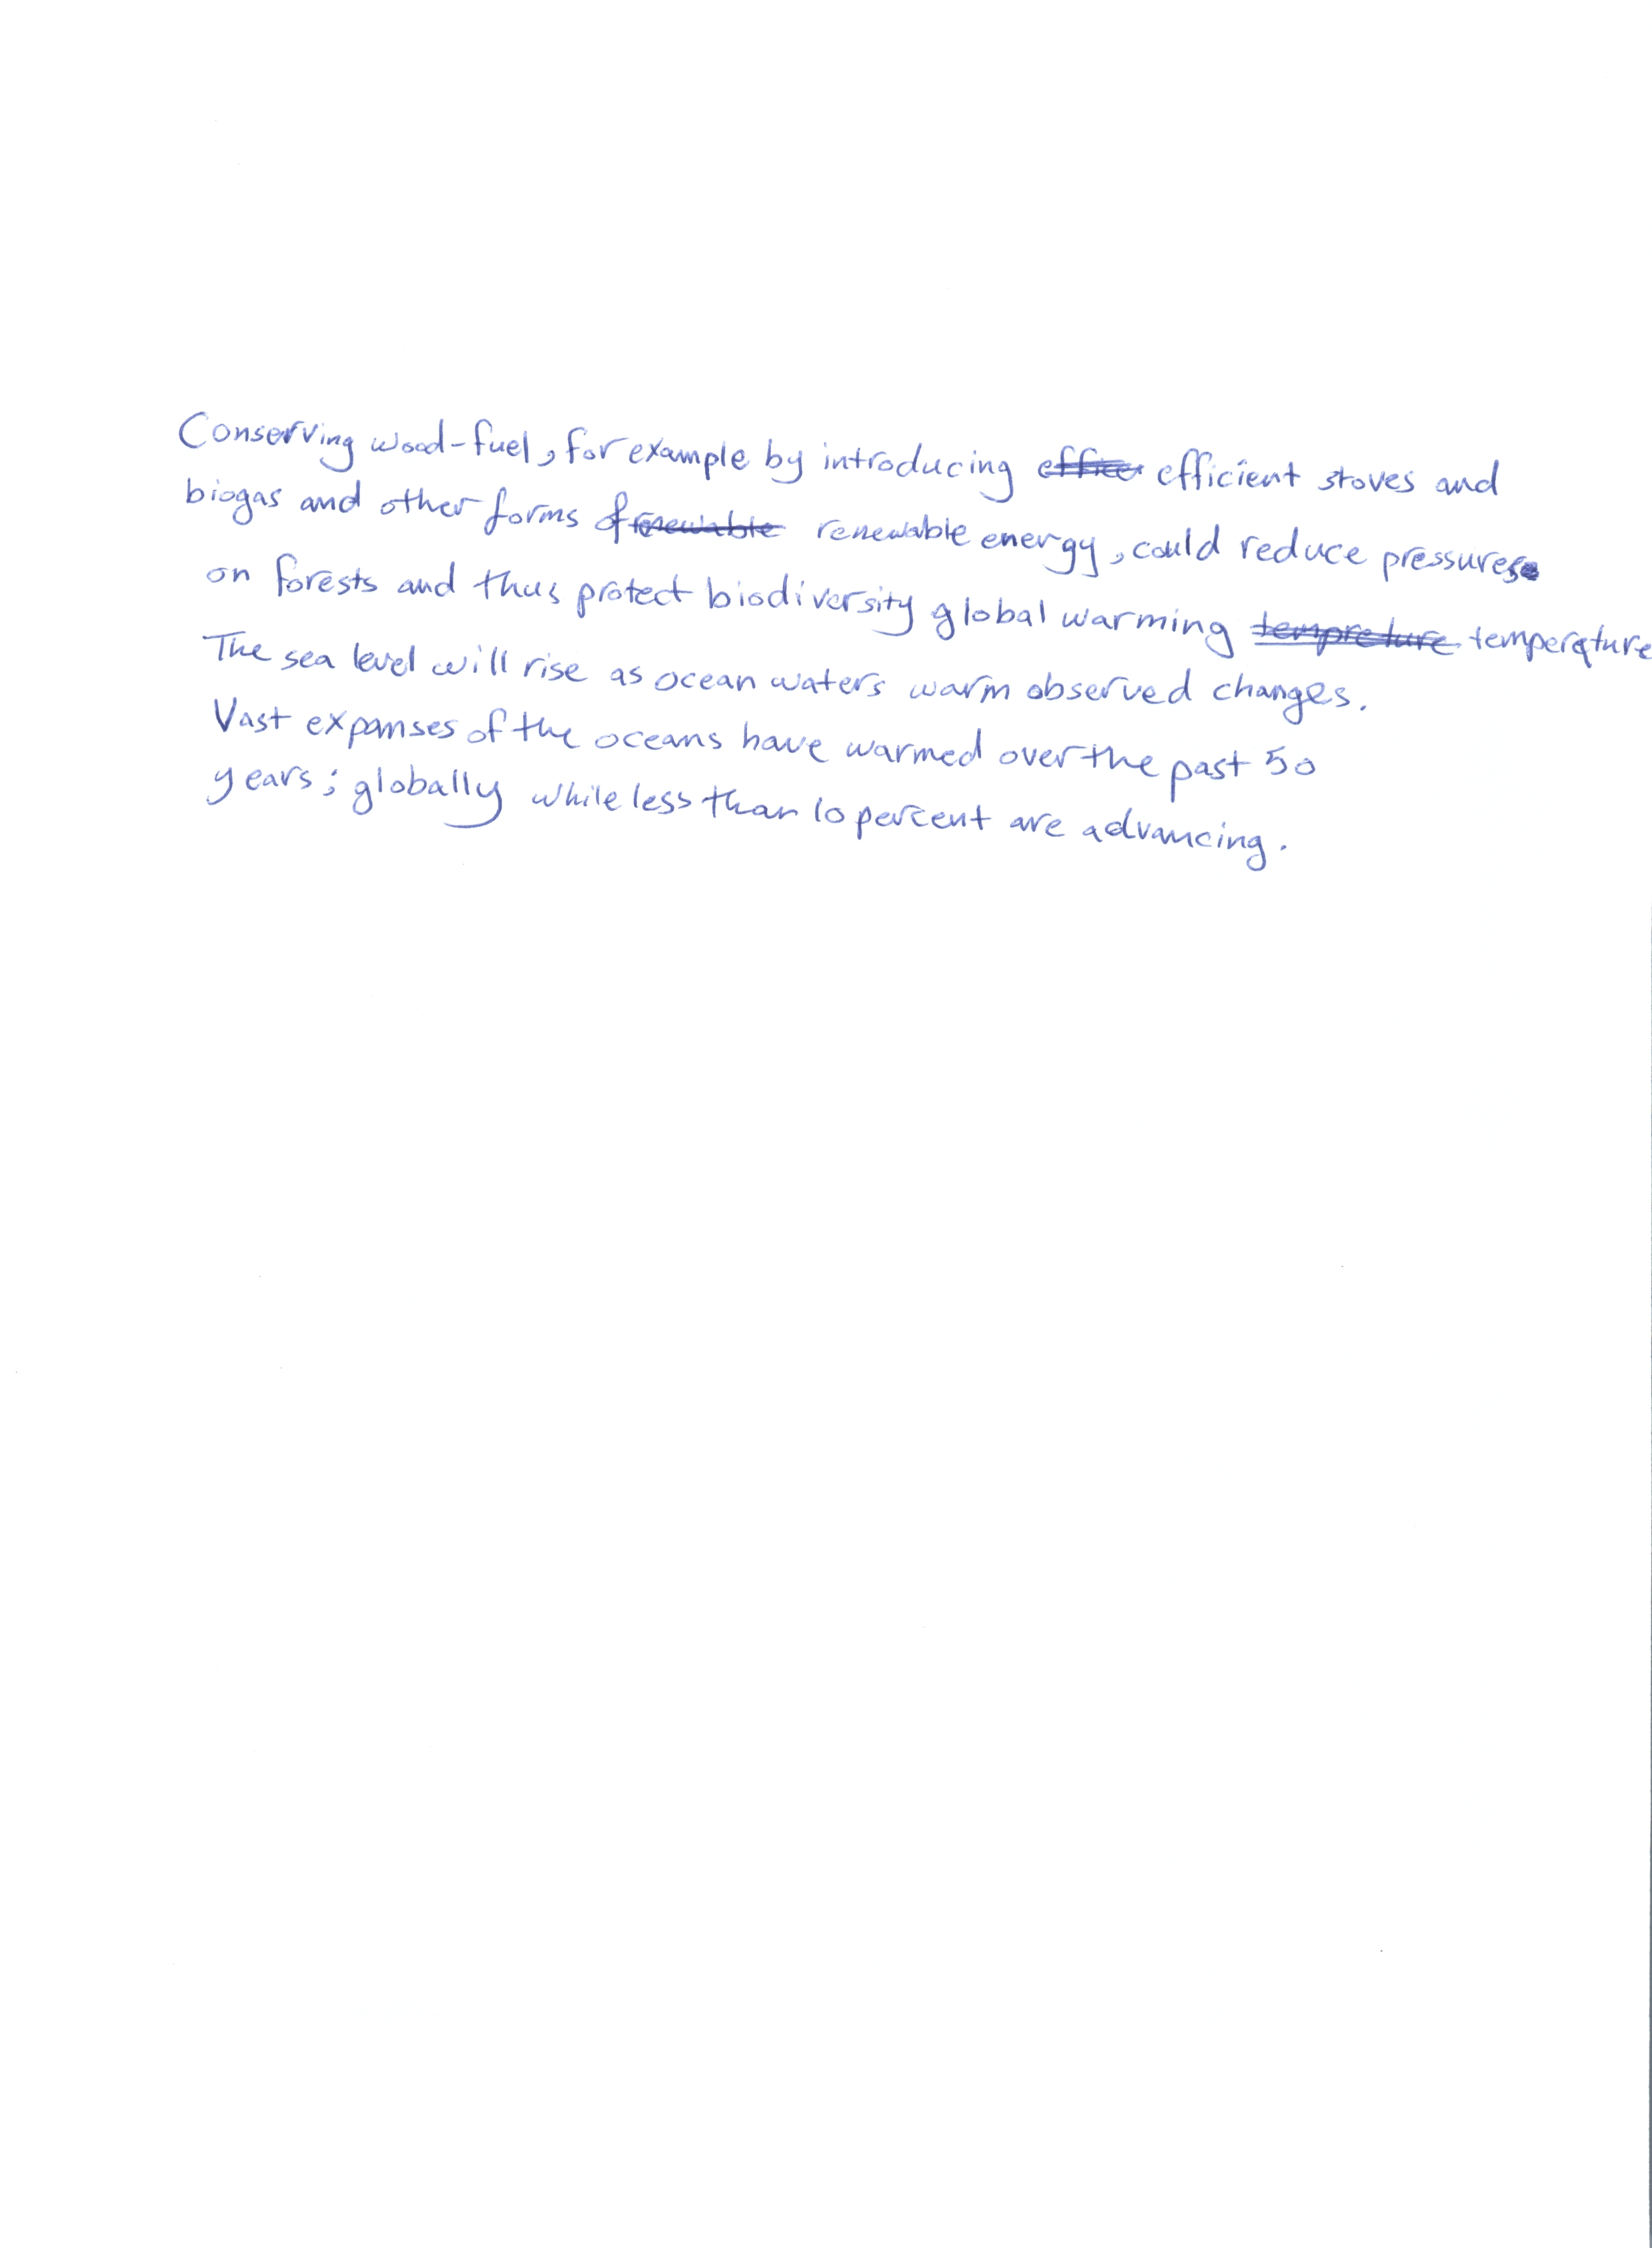 Conserving wood-fuel, for example by introducing efficient stoves and
biogas and other forms of renewable energy, could reduce pressures
on forests and thus protect biodiversity global warming temperature
The sea level will rise as ocean waters warm observed changes.
Vast expanses of the oceans have warmed over the past 50
years; globally while less than 10 percent are advancing.